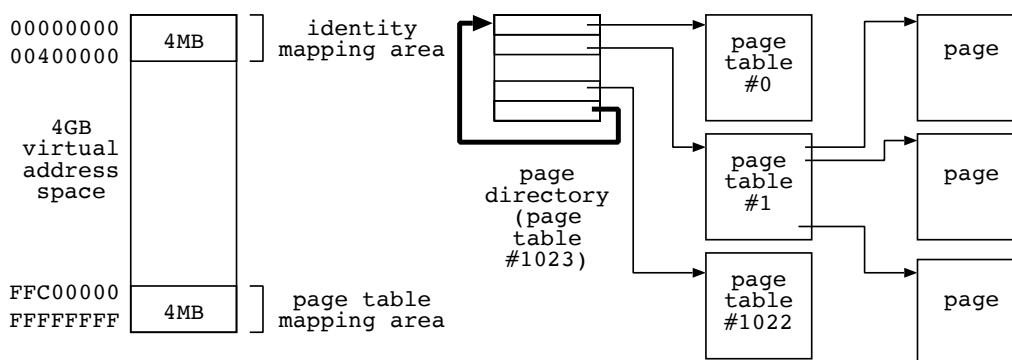 00000000
00400000
4MB
identity
mapping area
4GB
virtual
address
space
FFC00000
FFFFFFFF
4MB
page table
mapping area
page
directory
(page
table
#1023)
page
table
#0
page
table
#1
page
table
#1022
page
page
page